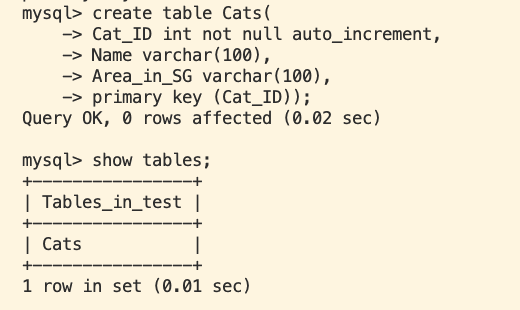 mysql> create table Cats(
    -> Cat_ID int not null auto_increment,
    -> Name varchar(100),
    -> Area_in_SG varchar(100),
    -> primary key (Cat_ID));
Query OK, 0 rows affected (0.02 sec)
mysql> show tables;
+----------------+
| Tables_in_test |
+----------------+
| Cats           |
+----------------+
1 row in set (0.01 sec)